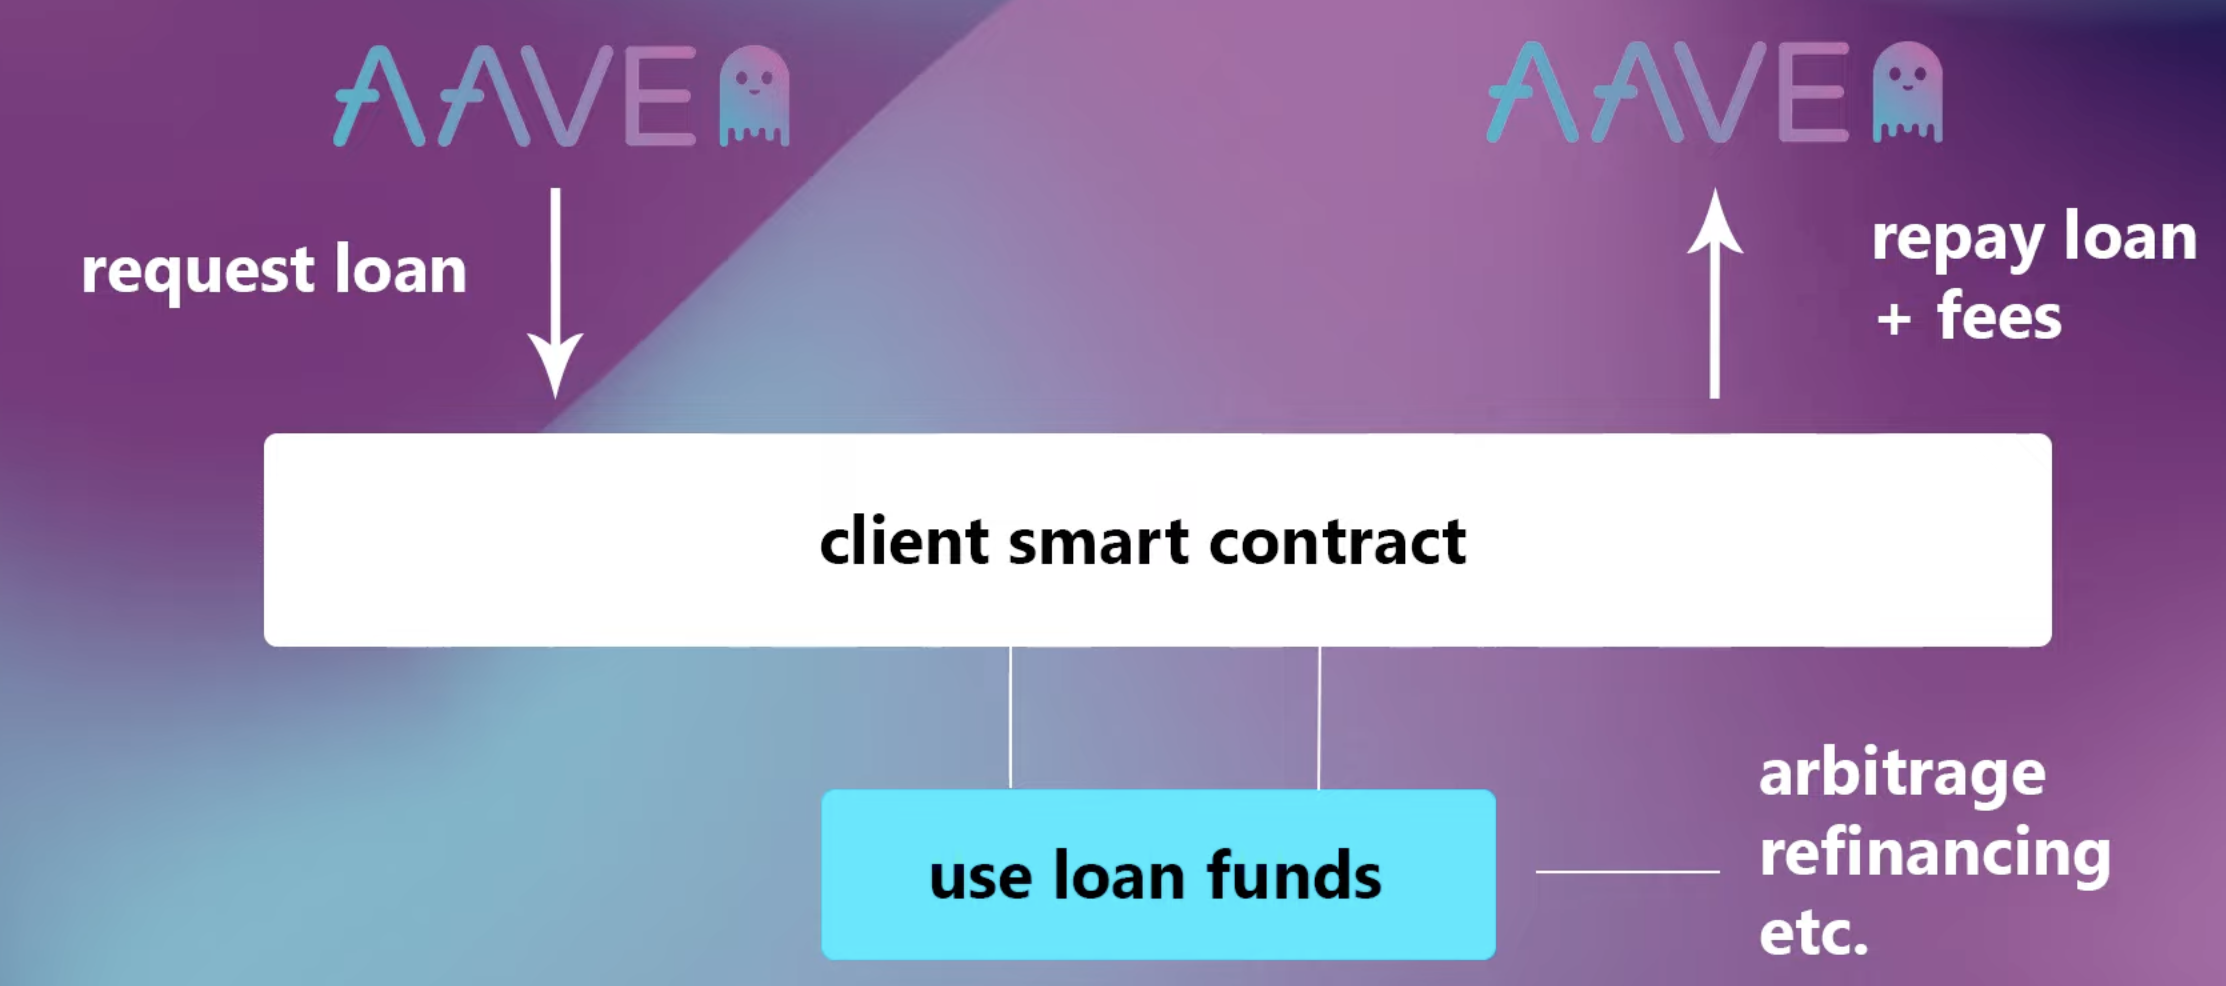 AAVE
AAVE
request loan
repay loan
+ fees
client smart contract
use loan funds
arbitrage
refinancing
etc.